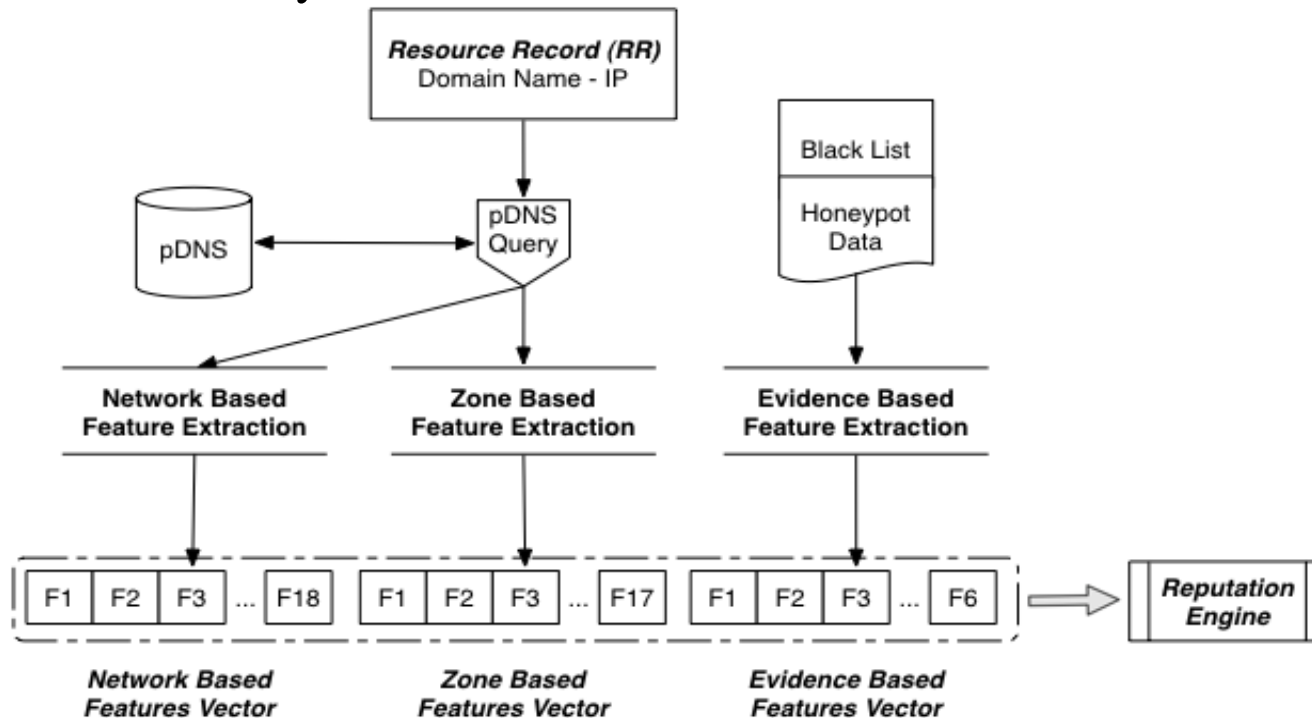 Resource Record (RR)
Domain Name - IP
Black List
Honeypot
Data
pDNS
pDNS
Query
Network Based
Feature Extraction
Zone Based
Feature Extraction
Evidence Based
Feature Extraction
F1 F2 F3 ... F18
F1 F2 F3 ... F17
F1 F2 F3 ... F6
Reputation
Engine
Network Based
Features Vector
Zone Based
Features Vector
Evidence Based
Features Vector